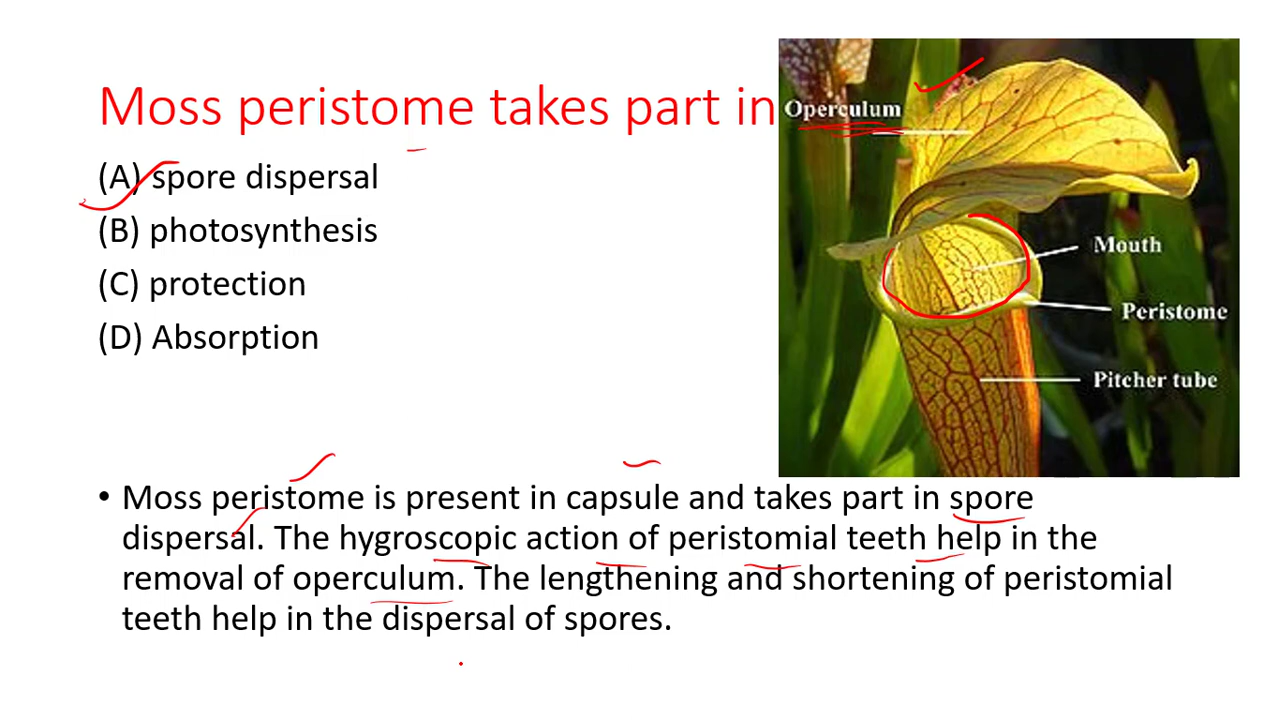 Moss peristome takes part in
(A) spore dispersal
(B) photosynthesis
(C) protection
(D) Absorption
Operculum
Mouth
Peristome
Pitcher tube
• Moss peristome is present in capsule and takes part in spore
dispersal. The hygroscopic action of peristomial teeth help in the
removal of operculum. The lengthening and shortening of peristomial
teeth help in the dispersal of spores.